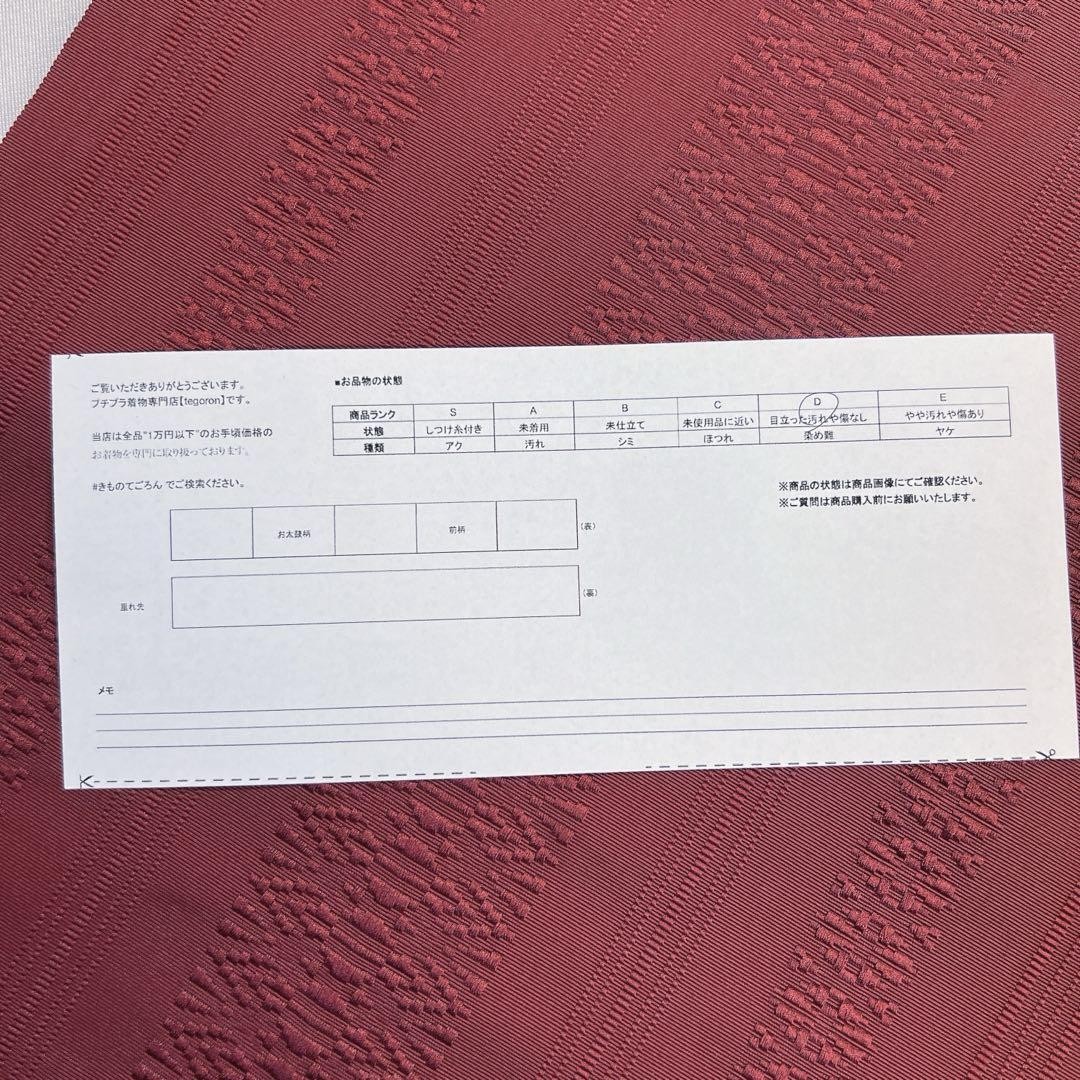 ご覧いただきありがとうございます。
プチプラ着物専門店【tegoron】です。
当店は全品"1万円以下"のお手頃価格の
お着物を専門に取り扱っております。
#きものてごろん でご検索ください。
■お品物の状態
商品ランク S A B C D E
状態 しつけ糸付き 未着用 未仕立て 未使用品に近い 目立った汚れや傷なし やや汚れや傷あり
種類 アク 汚れ シミ ほつれ 染め難 ヤケ
※商品の状態は商品画像にてご確認ください。
※ご質問は商品購入前にお願いいたします。
お太鼓柄 前柄 (表)
垂れ先 (裏)
メモ